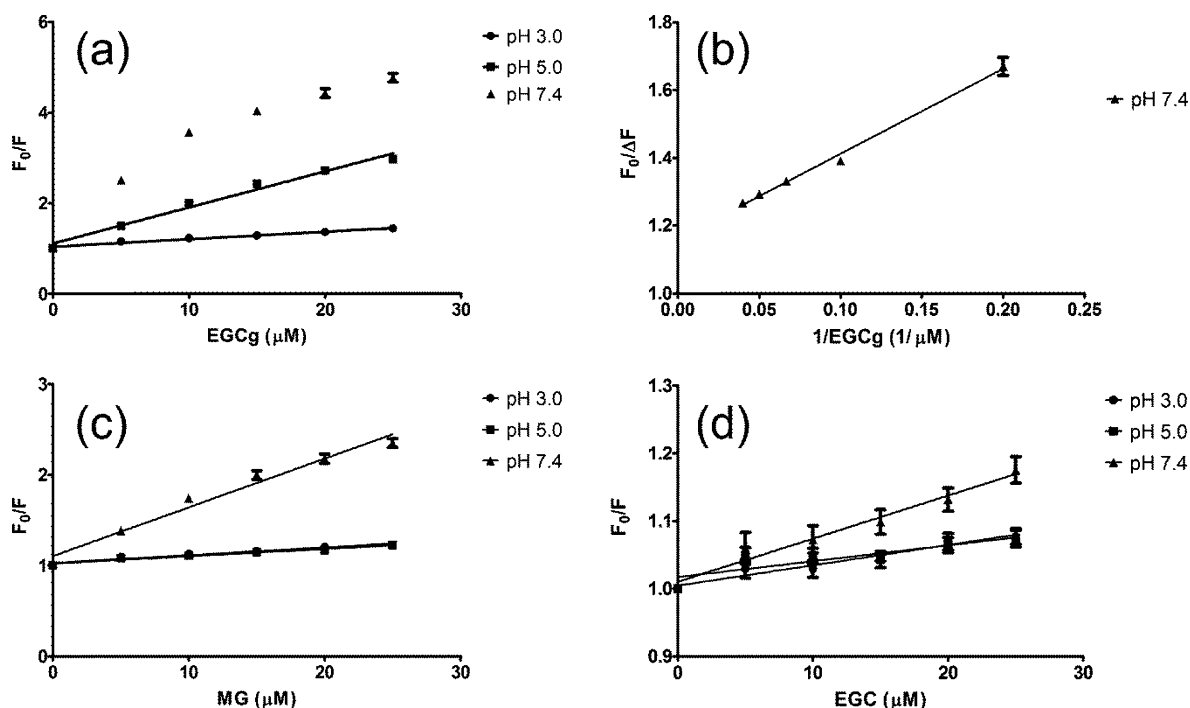 (a)
6
4
2
0
F0/F
0 10 20 30
EGCg (μM)
pH 3.0
pH 5.0
pH 7.4
(b)
1.8
1.6
1.4
1.2
1.0
F0/ΔF
0.00 0.05 0.10 0.15 0.20 0.25
1/EGCg (1/μM)
pH 7.4
(c)
3
2
1
0
F0/F
0 10 20 30
MG (μM)
pH 3.0
pH 5.0
pH 7.4
(d)
1.3
1.2
1.1
1.0
0.9
F0/F
0 10 20 30
EGC (μM)
pH 3.0
pH 5.0
pH 7.4